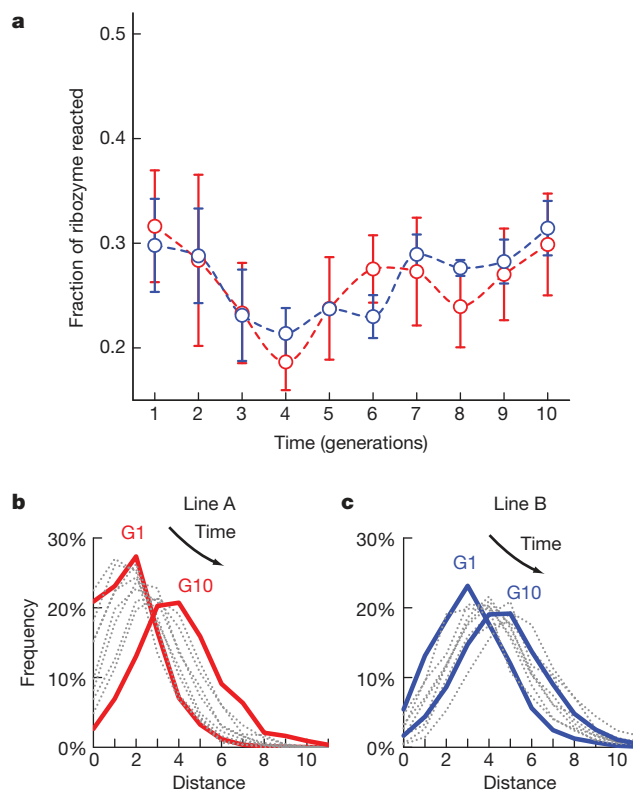 a
0.5
0.4
0.3
0.2
Fraction of ribozyme reacted
1 2 3 4 5 6 7 8 9 10
Time (generations)
b
Line A
G1
Time
G10
30%
20%
10%
0%
Frequency
0 2 4 6 8 10
Distance
c
Line B
G1
Time
G10
30%
20%
10%
0%
0 2 4 6 8 10
Distance